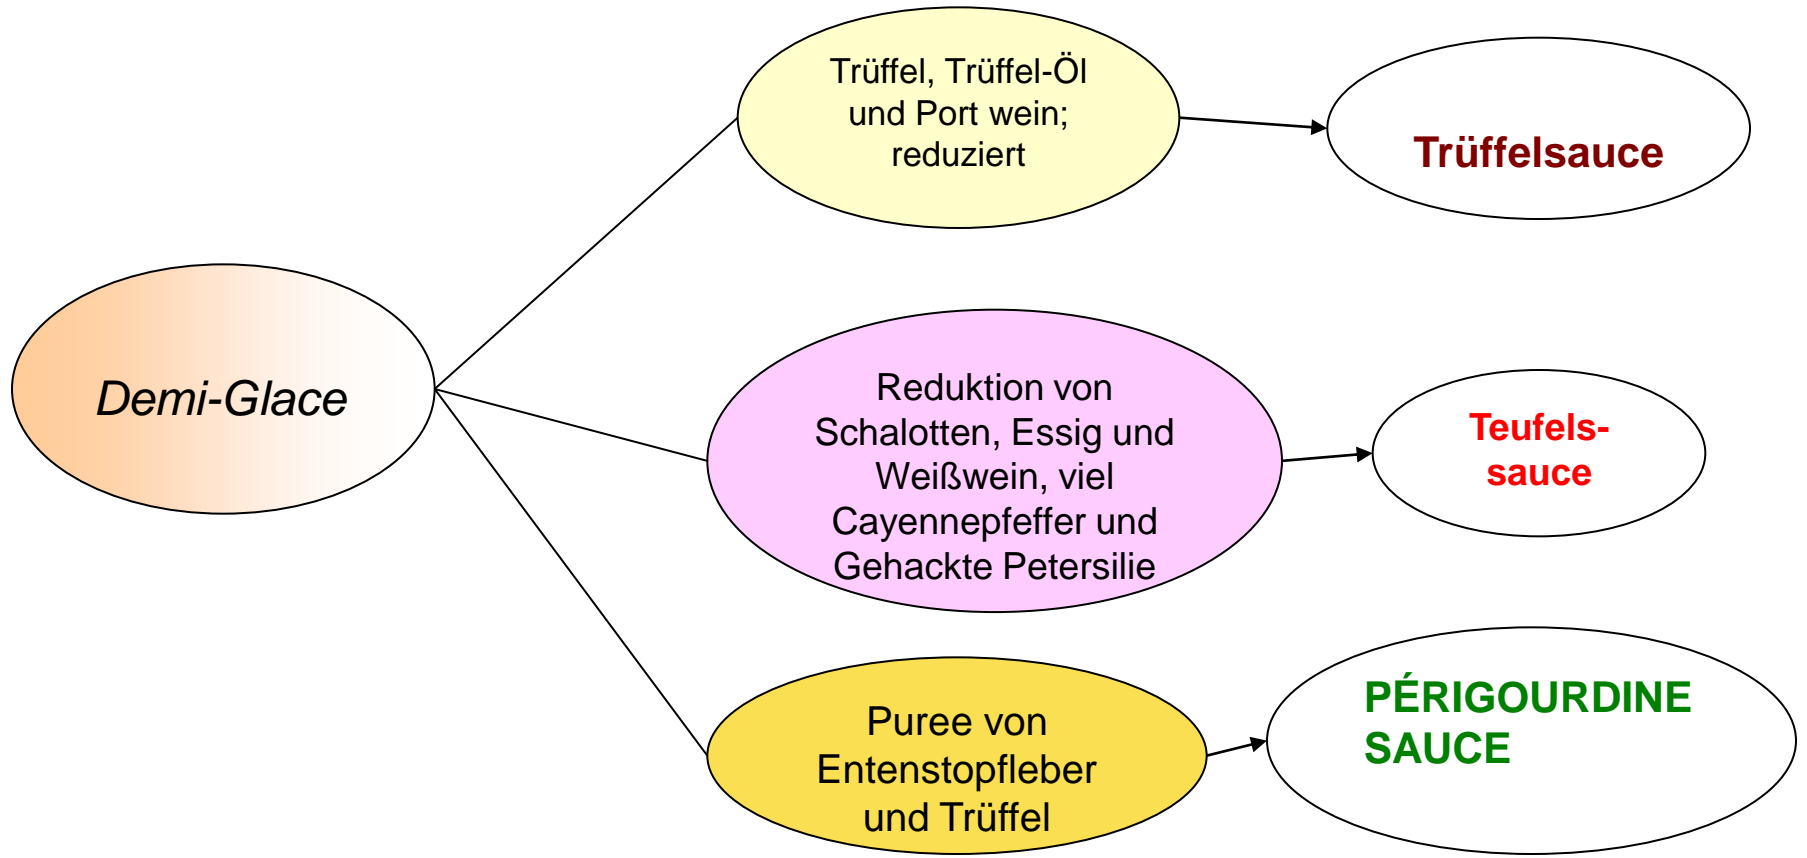 Demi-Glace
Trüffel, Trüffel-Öl
und Port wein;
reduziert
Trüffelsauce
Reduktion von
Schalotten, Essig und
Weißwein, viel
Cayennepfeffer und
Gehackte Petersilie
Teufels-
sauce
Puree von
Entenstopfleber
und Trüffel
PÉRIGOURDINE
SAUCE